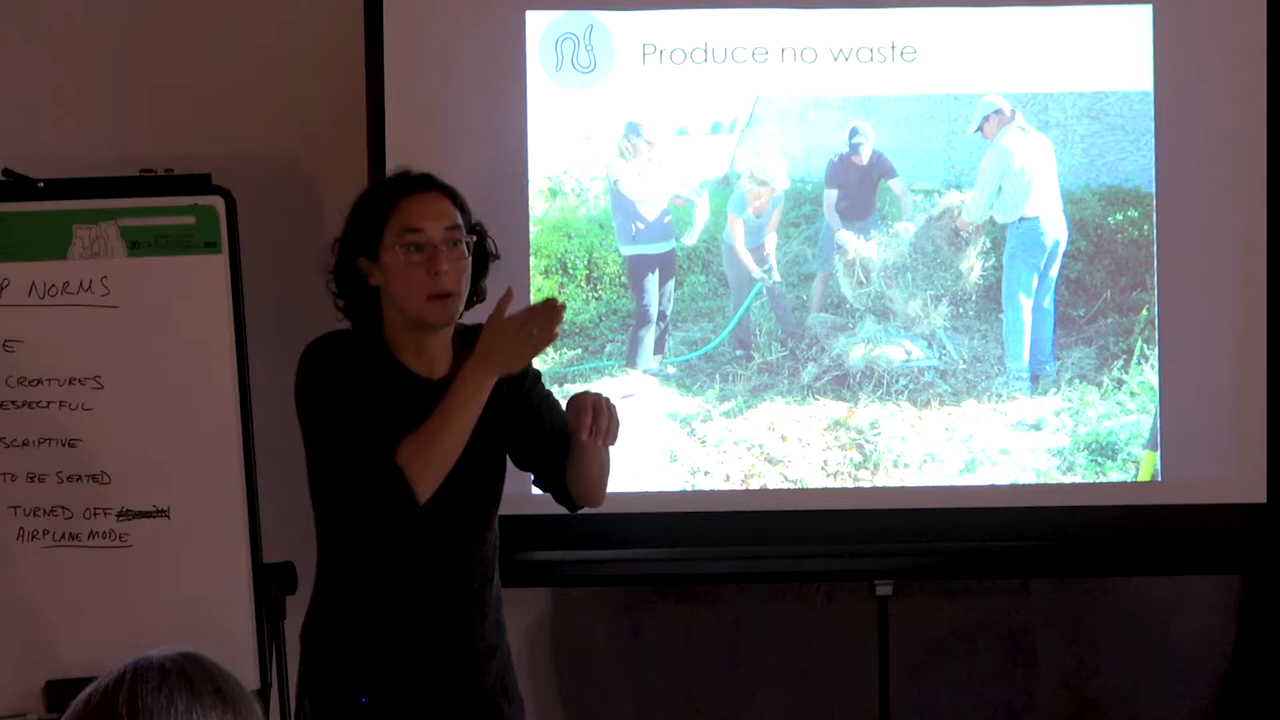 Produce no waste
P NORMS
E
CREATURES
ESPECTFUL
SCRIPTIVE
TO BE SEATED
TURNED OFF
AIRPLANE MODE